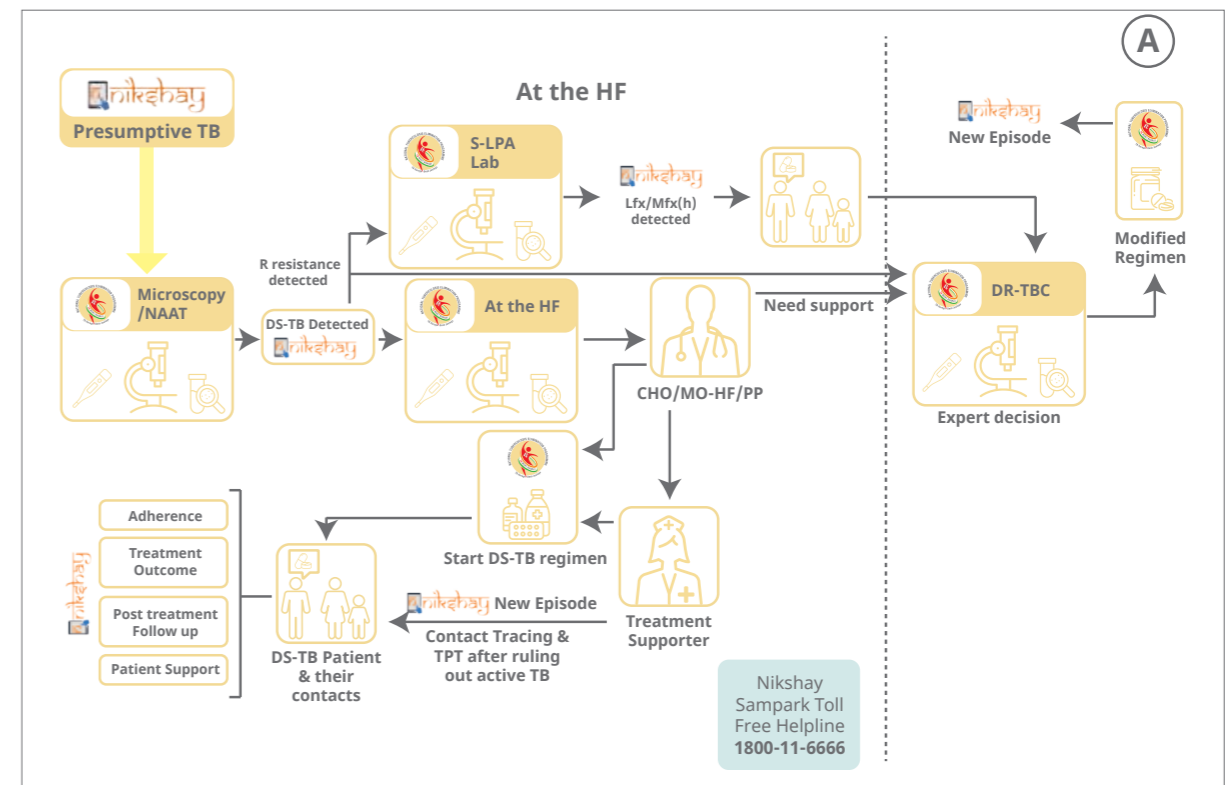 A
nikshay
Presumptive TB
At the HF
nikshay
New Episode
S-LPA
Lab
nikshay
Lfx/Mfx(h)
detected
Modified
Regimen
R resistance
detected
Microscopy
/NAAT
DS-TB Detected
nikshay
At the HF
Need support
DR-TBC
CHO/MO-HF/PP
Expert decision
Start DS-TB regimen
Adherence
Treatment
Outcome
Post treatment
Follow up
Patient Support
nikshay
DS-TB Patient
& their
contacts
nikshay New Episode
Contact Tracing &
TPT after ruling
out active TB
Treatment
Supporter
Nikshay
Sampark Toll
Free Helpline
1800-11-6666